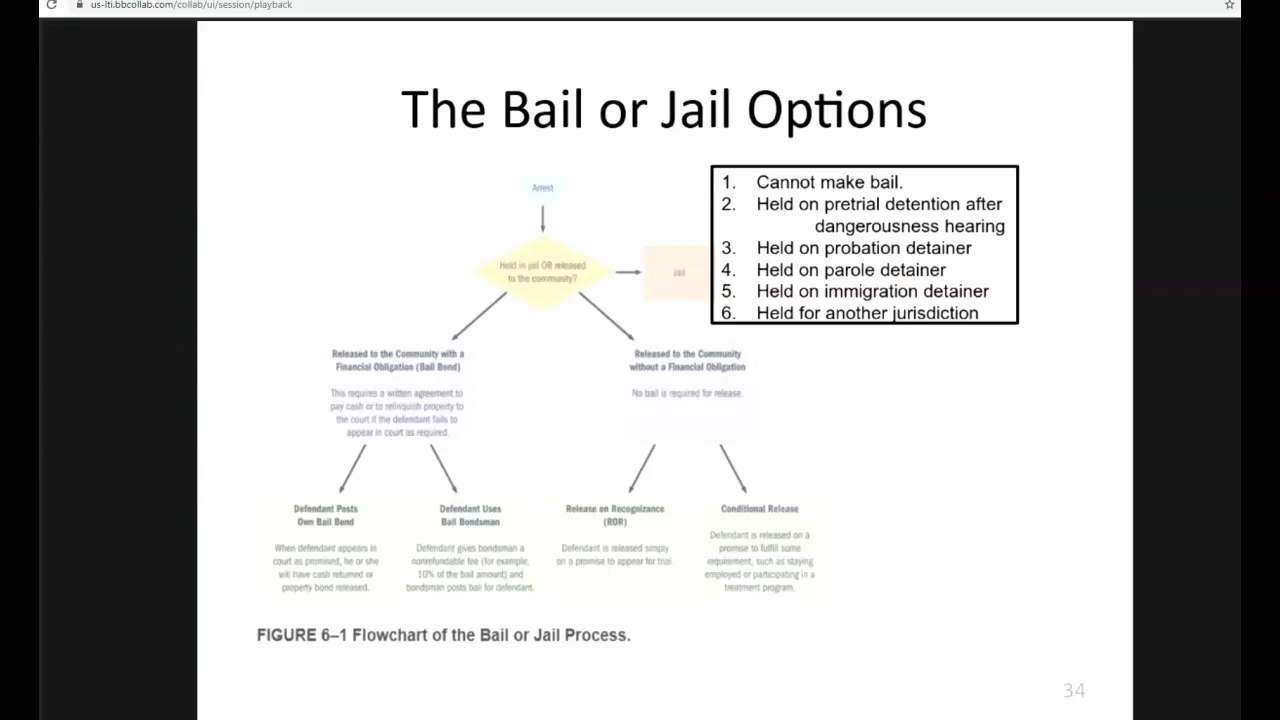 us-lti.bbcollab.com/collab/ui/session/playback
The Bail or Jail Options
Arrest
Held in jail OR released
to the community?
Jail
1. Cannot make bail.
2. Held on pretrial detention after
dangerousness hearing
3. Held on probation detainer
4. Held on parole detainer
5. Held on immigration detainer
6. Held for another jurisdiction
Released to the Community with a
Financial Obligation (Bail Bond)
This requires a written agreement to
pay cash or to relinquish property to
the court if the defendant fails to
appear in court as required.
Released to the Community
without a Financial Obligation
No bail is required for release.
Defendant Posts
Own Bail Bond
When defendant appears in
court as promised, he or she
will have cash returned or
property bond released.
Defendant Uses
Bail Bondsman
Defendant gives bondsman a
nonrefundable fee (for example,
10% of the bail amount) and
bondsman posts bail for defendant.
Release on Recognizance
(ROR)
Defendant is released simply
on a promise to appear for trial.
Conditional Release
Defendant is released on a
promise to fulfill some
requirement, such as staying
employed or participating in a
treatment program.
FIGURE 6–1 Flowchart of the Bail or Jail Process.
34